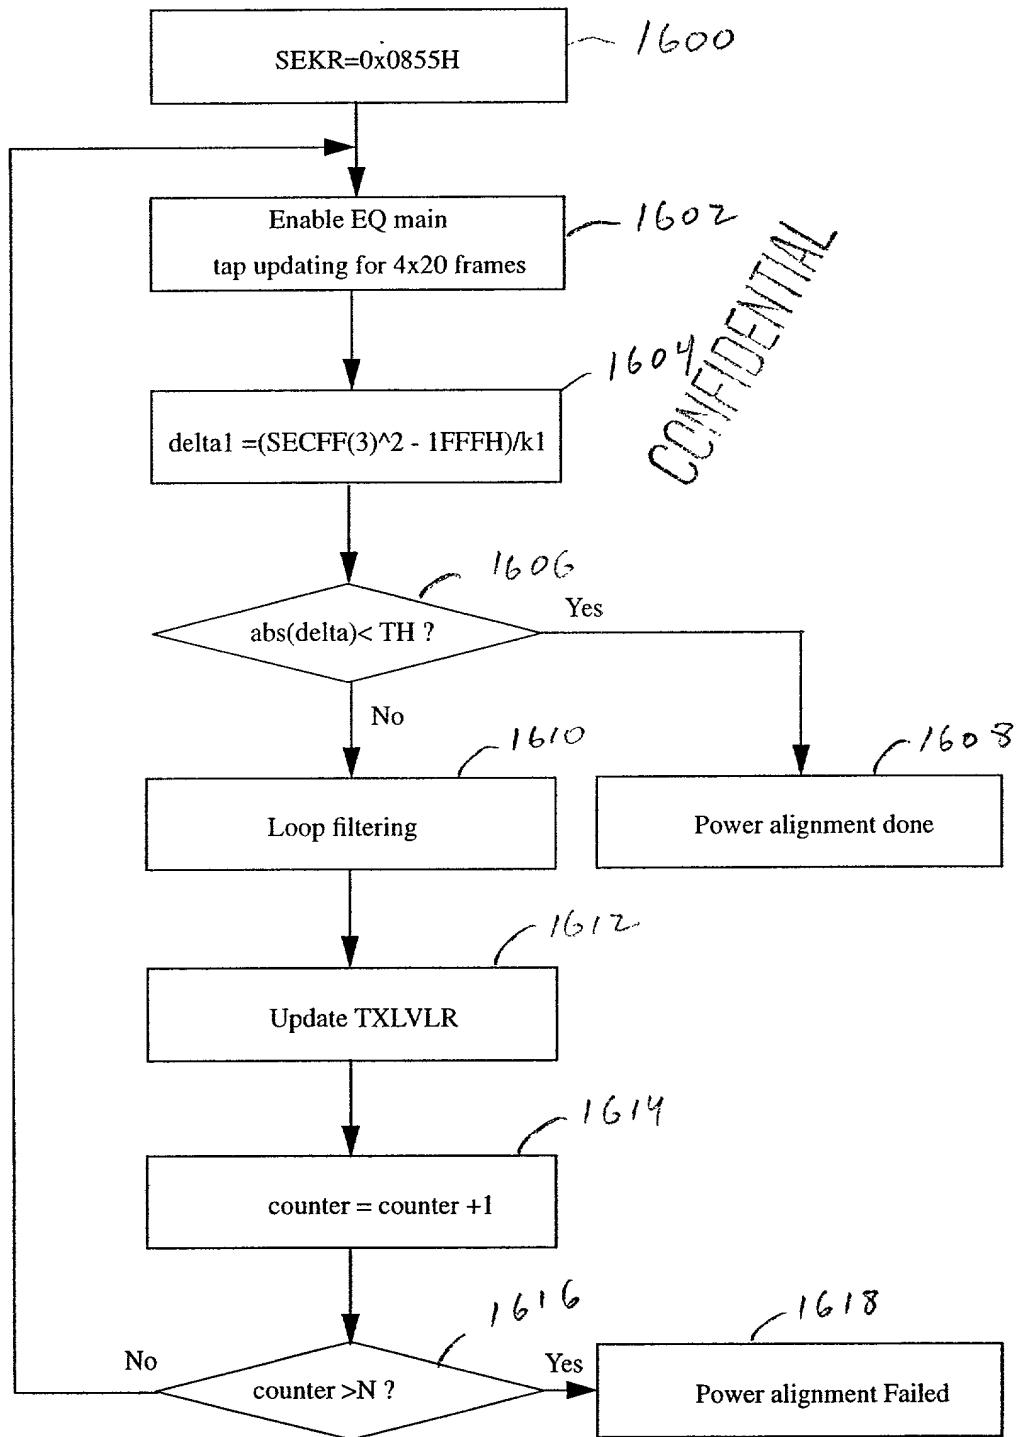 SEKR=0x0855H
1600
Enable EQ main
tap updating for 4x20 frames
1602
CONFIDENTIAL
delta1 =(SECFF(3)^2 - 1FFFH)/k1
1604
abs(delta)< TH ?
1606
Yes
No
Loop filtering
1610
Power alignment done
1608
Update TXLVLR
1612
counter = counter +1
1614
counter >N ?
1616
No
Yes
Power alignment Failed
1618